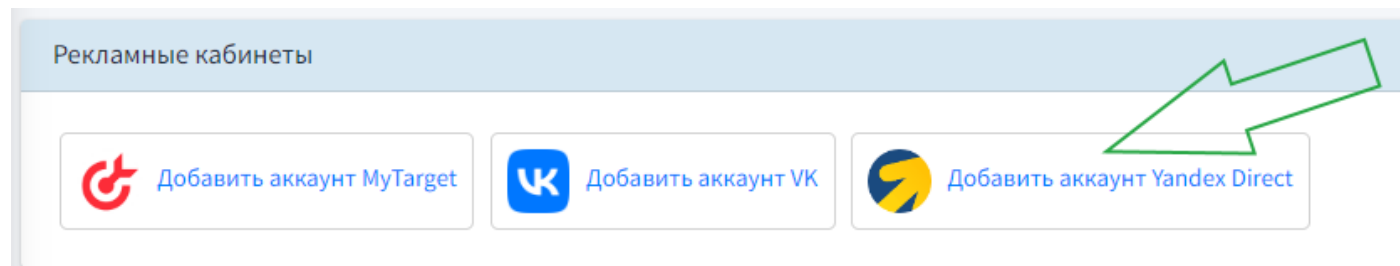 Рекламные кабинеты
Добавить аккаунт MyTarget
Добавить аккаунт VK
Добавить аккаунт Yandex Direct